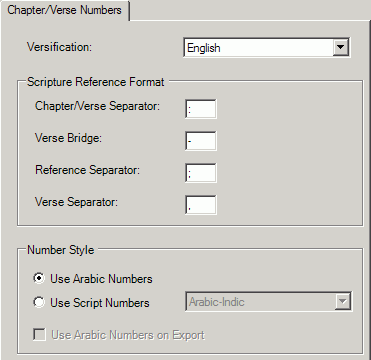 Chapter/Verse Numbers
Versification: English
Scripture Reference Format
Chapter/Verse Separator: :
Verse Bridge: -
Reference Separator: ;
Verse Separator: ,
Number Style
Use Arabic Numbers
Use Script Numbers Arabic-Indic
Use Arabic Numbers on Export